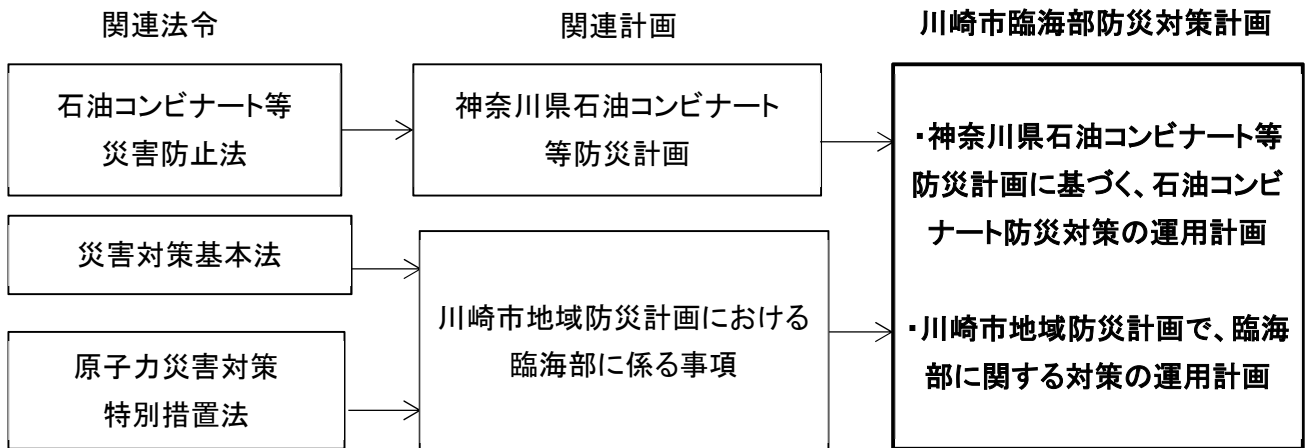 関連法令
関連計画
川崎市臨海部防災対策計画
石油コンビナート等
災害防止法
神奈川県石油コンビナート
等防災計画
・神奈川県石油コンビナート等
防災計画に基づく、石油コンビ
ナート防災対策の運用計画
災害対策基本法
川崎市地域防災計画における
臨海部に係る事項
・川崎市地域防災計画で、臨海
部に関する対策の運用計画
原子力災害対策
特別措置法